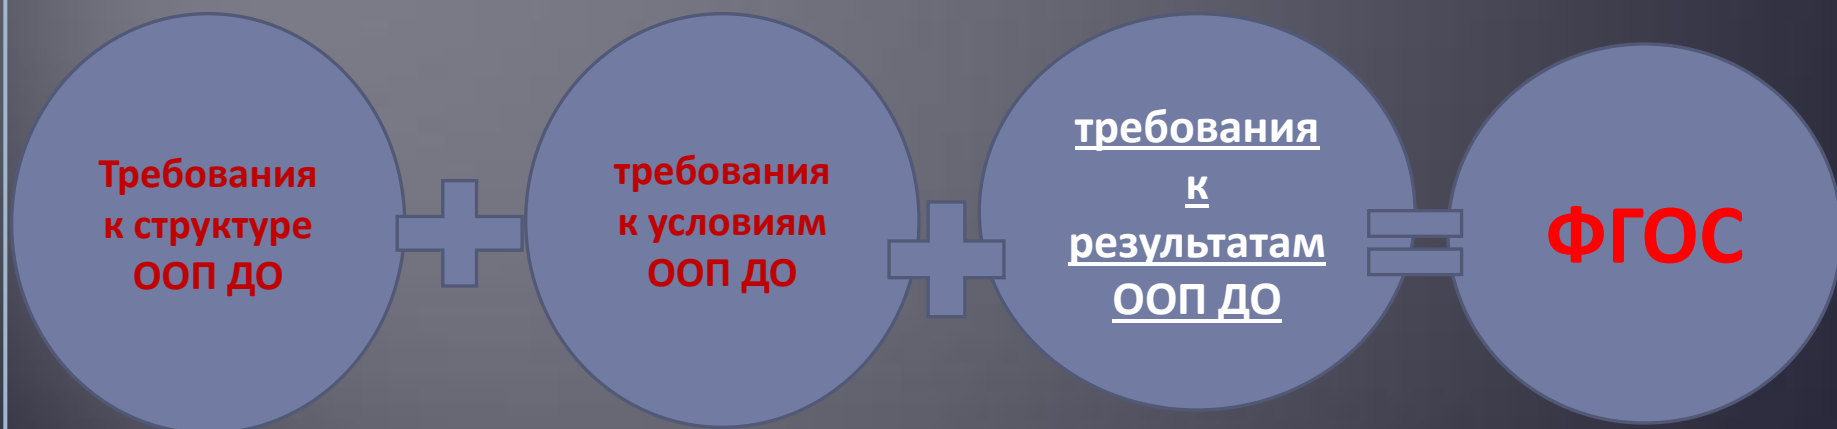 Требования
к структуре
ООП ДО
требования
к условиям
ООП ДО
требования
к
результатам
ООП ДО
ФГОС